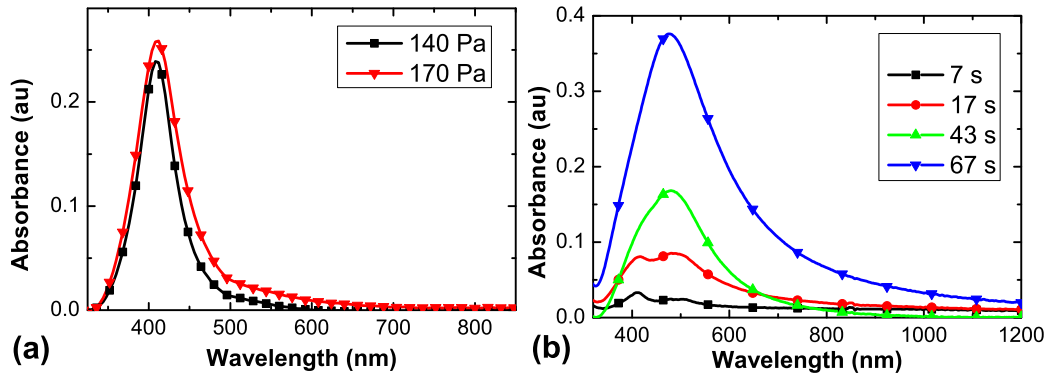 140 Pa
170 Pa
0.2
0.1
0.0
Absorbance (au)
400 500 600 700 800
Wavelength (nm)
(a)
7 s
17 s
43 s
67 s
0.4
0.3
0.2
0.1
0.0
Absorbance (au)
400 600 800 1000 1200
Wavelength (nm)
(b)